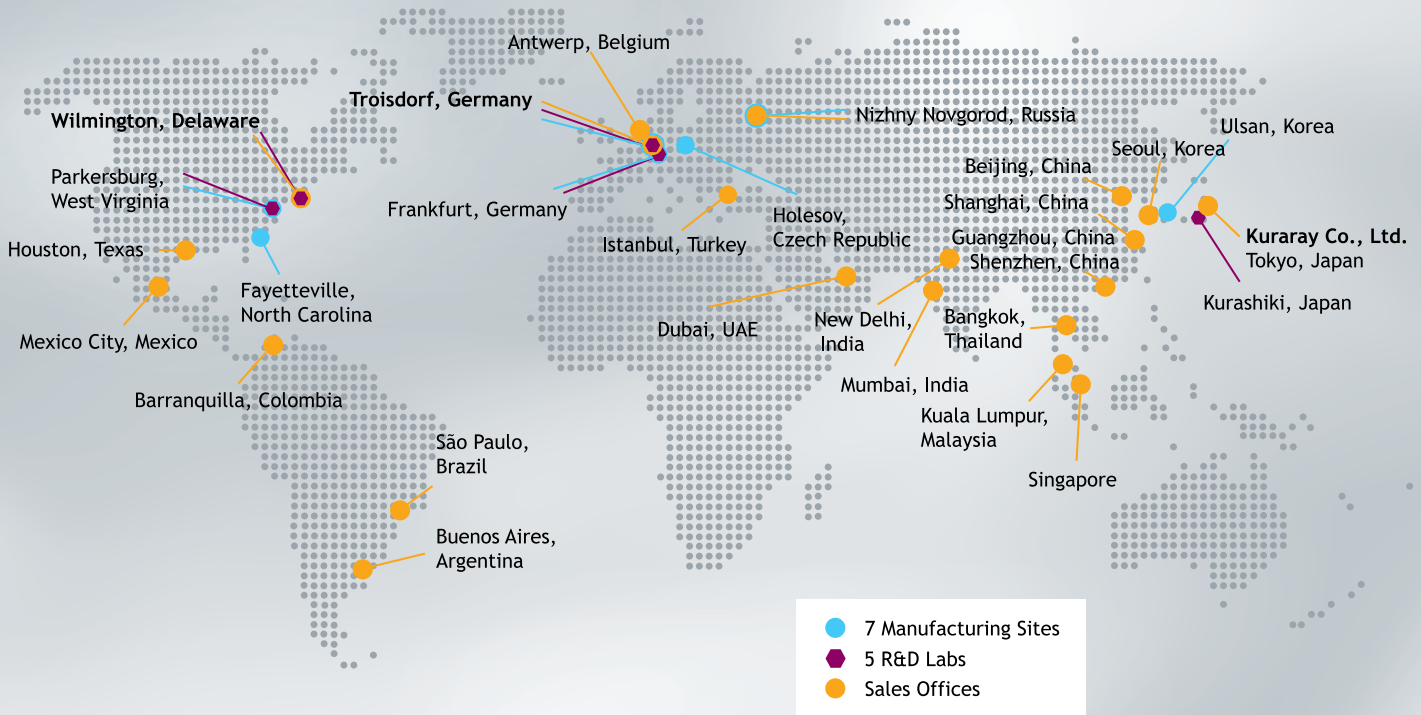 Antwerp, Belgium
Troisdorf, Germany
Wilmington, Delaware
Nizhny Novgorod, Russia
Ulsan, Korea
Seoul, Korea
Beijing, China
Parkersburg,
West Virginia
Shanghai, China
Frankfurt, Germany
Holesov,
Czech Republic
Istanbul, Turkey
Guangzhou, China
Kuraray Co., Ltd.
Tokyo, Japan
Shenzhen, China
Houston, Texas
Fayetteville,
North Carolina
Kurashiki, Japan
Dubai, UAE
New Delhi,
India
Bangkok,
Thailand
Mexico City, Mexico
Mumbai, India
Barranquilla, Colombia
Kuala Lumpur,
Malaysia
São Paulo,
Brazil
Singapore
Buenos Aires,
Argentina
7 Manufacturing Sites
5 R&D Labs
Sales Offices